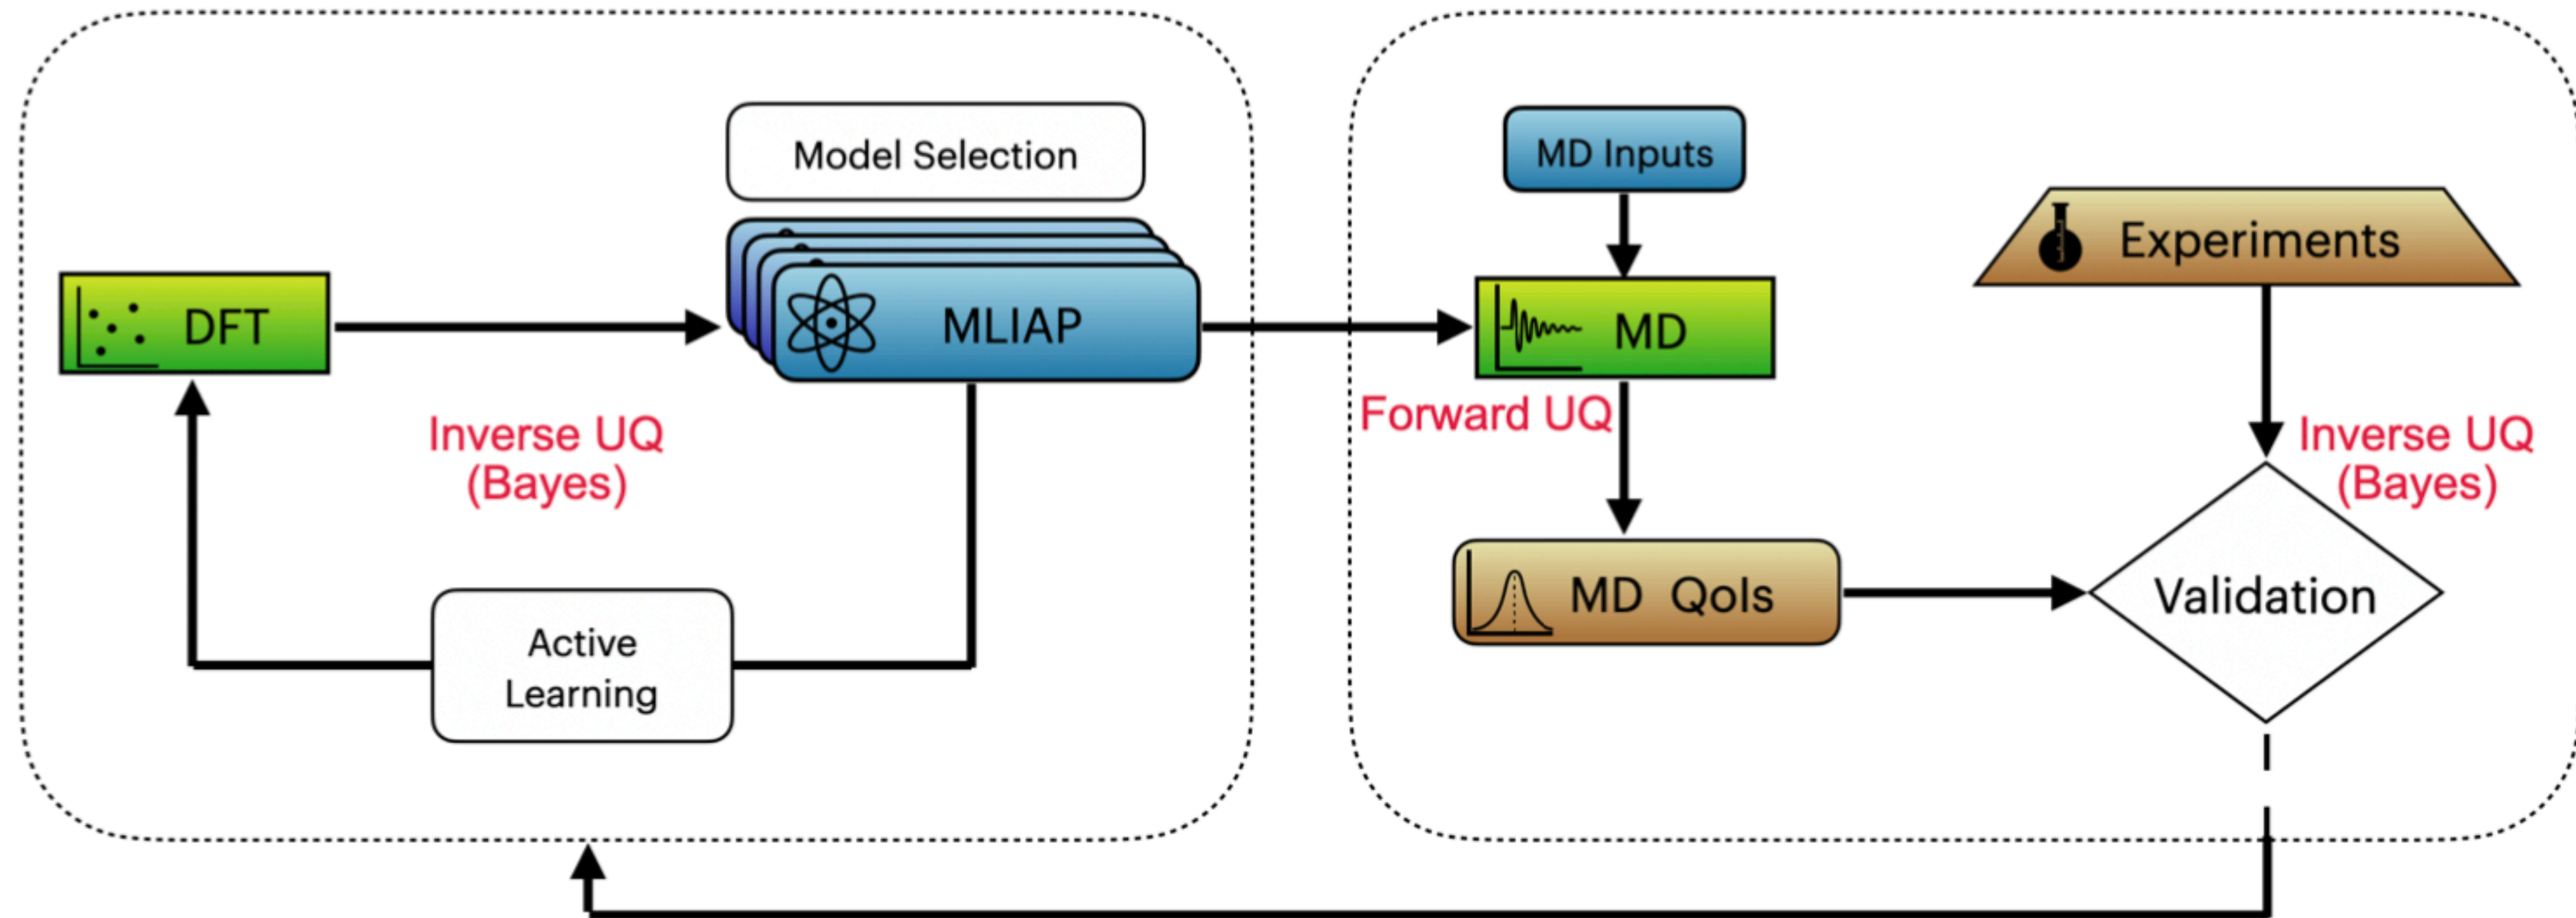 Model Selection
DFT
MLIAP
Inverse UQ
(Bayes)
Active
Learning
MD Inputs
MD
Forward UQ
MD QoIs
Experiments
Inverse UQ
(Bayes)
Validation